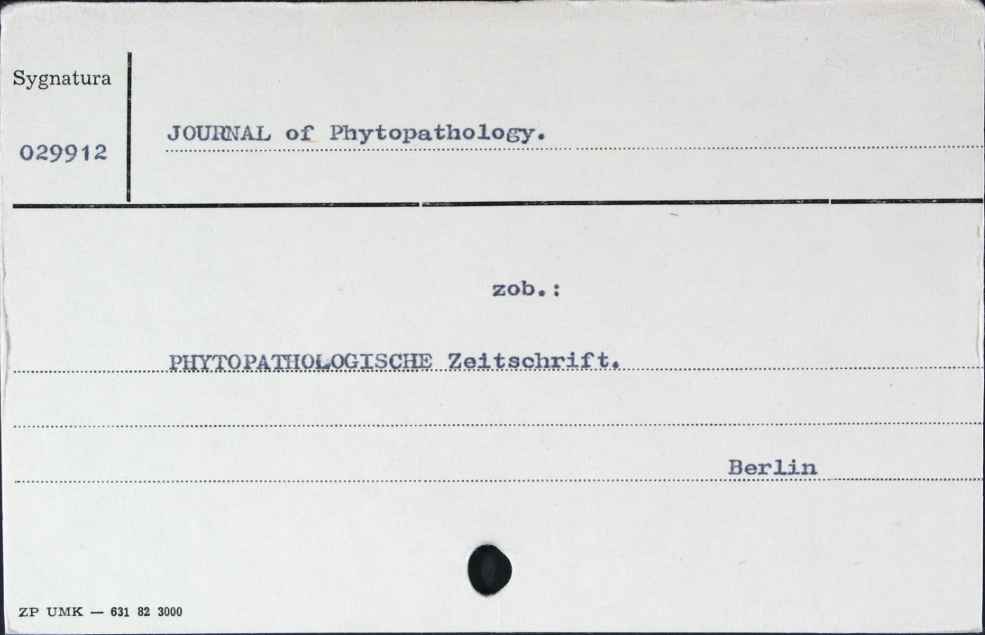 Sygnatura
029912
JOURNAL of Phytopathology.
zob.:
PHYTOPATHOLOGISCHE Zeitschrift.
Berlin
ZP UMK — 631 82 3000